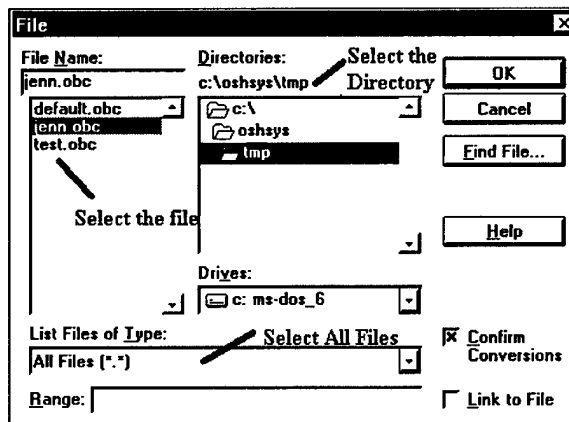 File
File Name:
jenn.obc
default.obc
jenn obc
test.obc
Select the file
Directories:
c:\oshsys\tmp
Select the
Directory
c:\
oshsys
tmp
Drives:
c: ms-dos_6
OK
Cancel
Find File...
Help
List Files of Type:
Select All Files
All Files (*.*)
Range:
Confirm
Conversions
Link to File